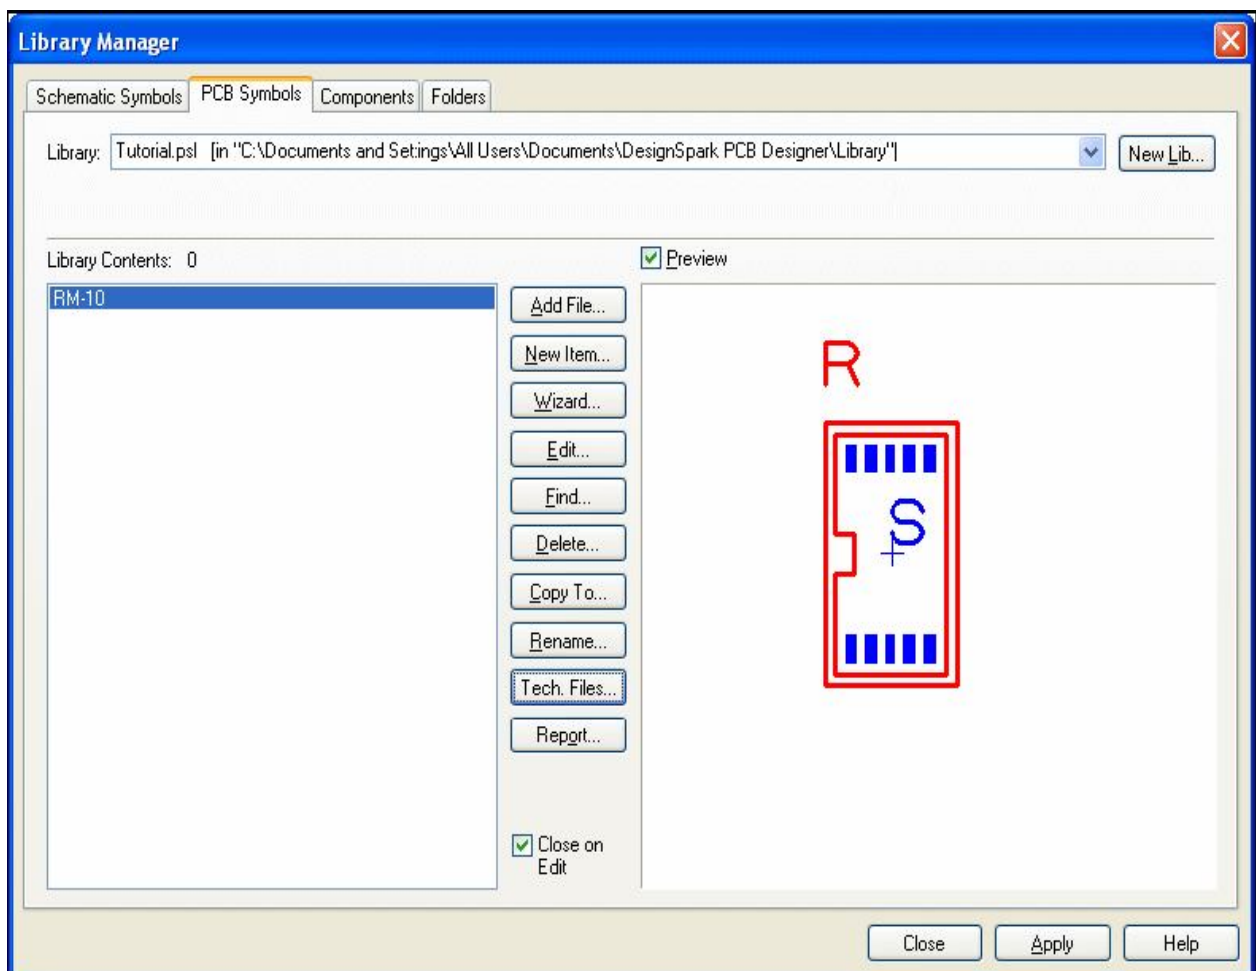 Library Manager
Schematic Symbols PCB Symbols Components Folders
Library: Tutorial.psl [in "C:\Documents and Settings\All Users\Documents\DesignSpark PCB Designer\Library"] New Lib...
Library Contents: 0 Preview
RM-10
Add File...
New Item...
Wizard...
Edit...
Find...
Delete...
Copy To...
Rename...
Tech. Files...
Report...
Close on
Edit
R
S
Close Apply Help